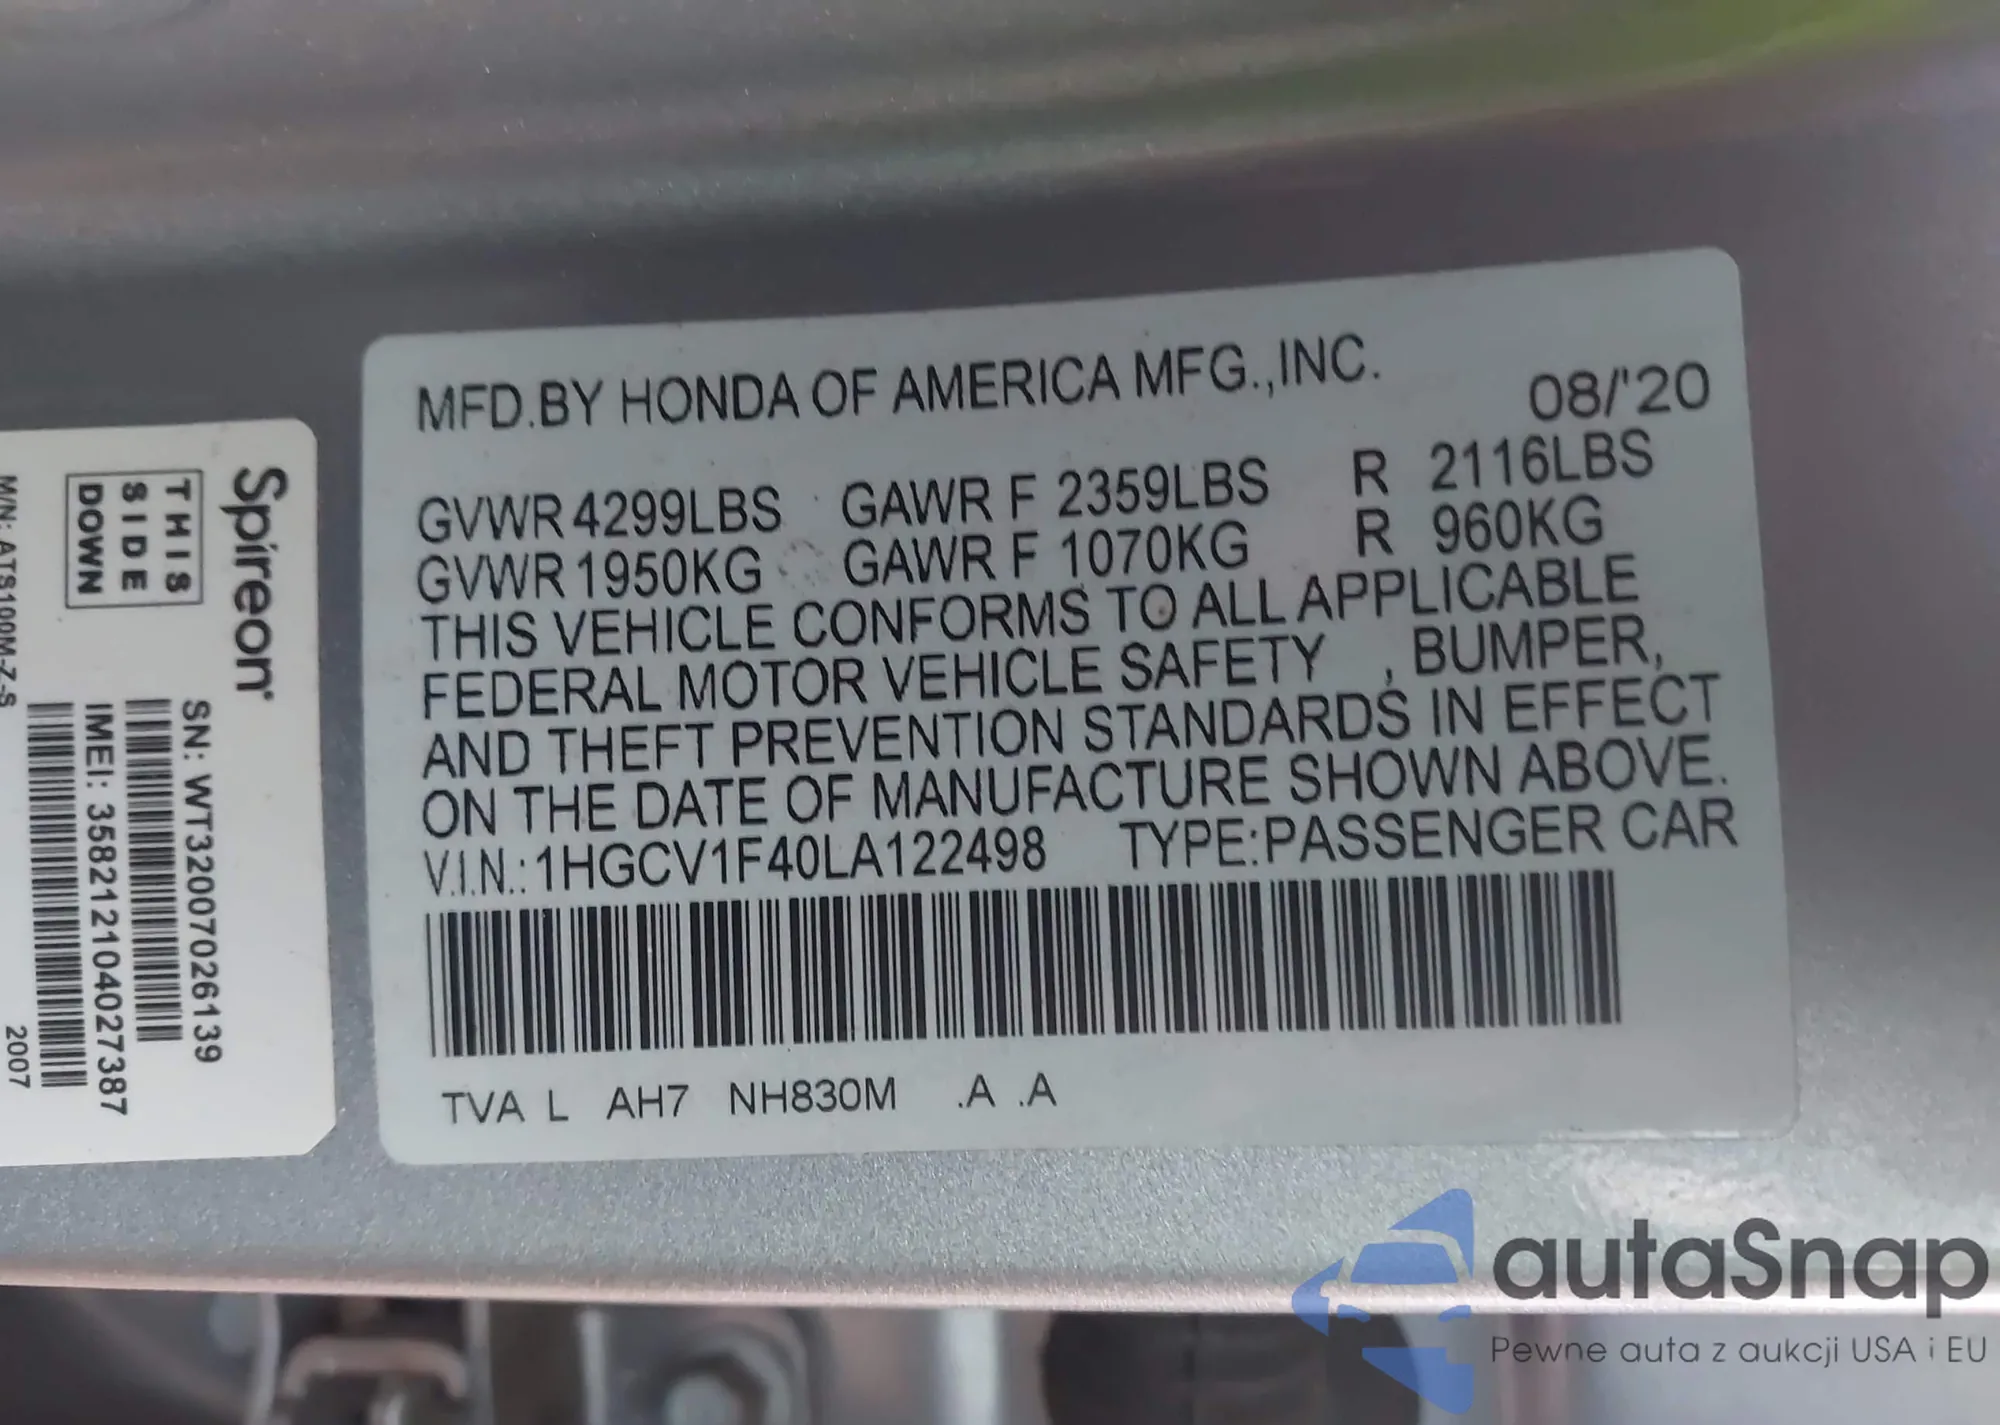 MFD.BY HONDA OF AMERICA MFG.,INC.
08/'20
GVWR 4299LBS GAWR F 2359LBS R 2116LBS
GVWR 1950KG GAWR F 1070KG R 960KG
THIS VEHICLE CONFORMS TO ALL APPLICABLE
FEDERAL MOTOR VEHICLE SAFETY , BUMPER,
AND THEFT PREVENTION STANDARDS IN EFFECT
ON THE DATE OF MANUFACTURE SHOWN ABOVE.
V.I.N.: 1HGCV1F40LA122498 TYPE:PASSENGER CAR
TVA L AH7 NH830M .A .A
Spireon
THIS
SIDE
DOWN
SN: WT32007026139
IMEI: 358212104027387
M/N: ATS100M-Z-S
2007
autaSnap
Pewne auta z aukcji USA i EU